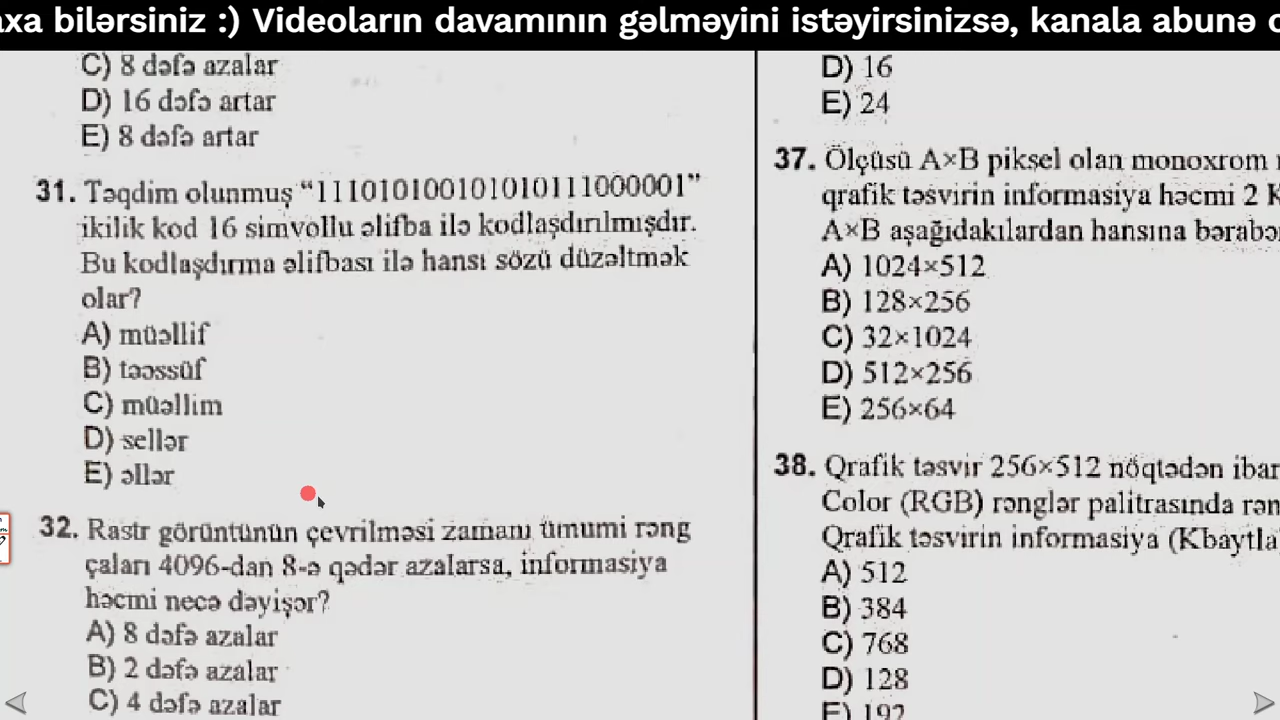 axa bilərsiniz :) Videoların davamının gəlməyini istəyirsinizsə, kanala abunə o
C) 8 dəfə azalar
D) 16 dəfə artar
E) 8 dəfə artar
31. Təqdim olunmuş “111010100101010111000001”
ikilik kod 16 simvollu əlifba ilə kodlaşdırılmışdır.
Bu kodlaşdırma əlifbası ilə hansı sözü düzəltmək
olar?
A) müəllif
B) təəssüf
C) müəllim
D) sellər
E) əllər
32. Rastr görüntünün çevrilməsi zamanı ümumi rəng
çaları 4096-dan 8-ə qədər azalarsa, informasiya
həcmi necə dəyişər?
A) 8 dəfə azalar
B) 2 dəfə azalar
C) 4 dəfə azalar
D) 16
E) 24
37. Ölçüsü A×B piksel olan monoxrom
qrafik təsvirin informasiya həcmi 2 K
A×B aşağıdakılardan hansına bərabə
A) 1024×512
B) 128×256
C) 32×1024
D) 512×256
E) 256×64
38. Qrafik təsvir 256×512 nöqtədən ibar
Color (RGB) rənglər palitrasında rən
Qrafik təsvirin informasiya (Kbaytla
A) 512
B) 384
C) 768
D) 128
E) 192